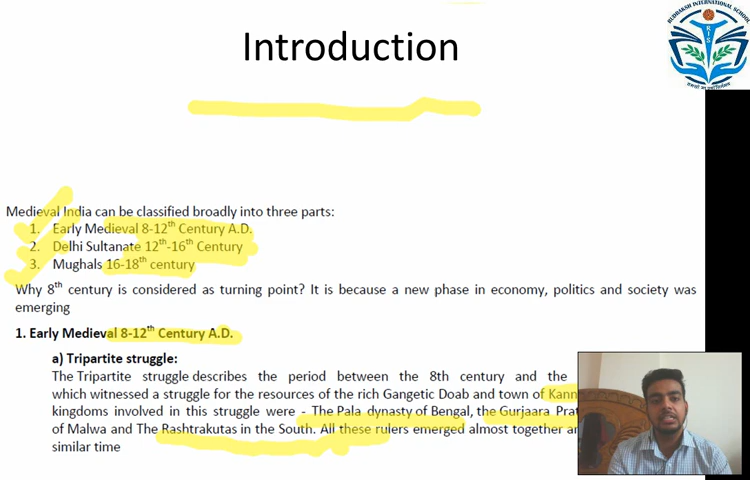 RUDRAKSH INTERNATIONAL SCHOOL
RIS
Introduction
Medieval India can be classified broadly into three parts:
1. Early Medieval 8-12th Century A.D.
2. Delhi Sultanate 12th-16th Century
3. Mughals 16-18th century
Why 8th century is considered as turning point? It is because a new phase in economy, politics and society was
emerging
1. Early Medieval 8-12th Century A.D.
a) Tripartite struggle:
The Tripartite struggle describes the period between the 8th century and the
which witnessed a struggle for the resources of the rich Gangetic Doab and town of
kingdoms involved in this struggle were - The Pala dynasty of Bengal, the Gurjaara
of Malwa and The Rashtrakutas in the South. All these rulers emerged almost together
similar time